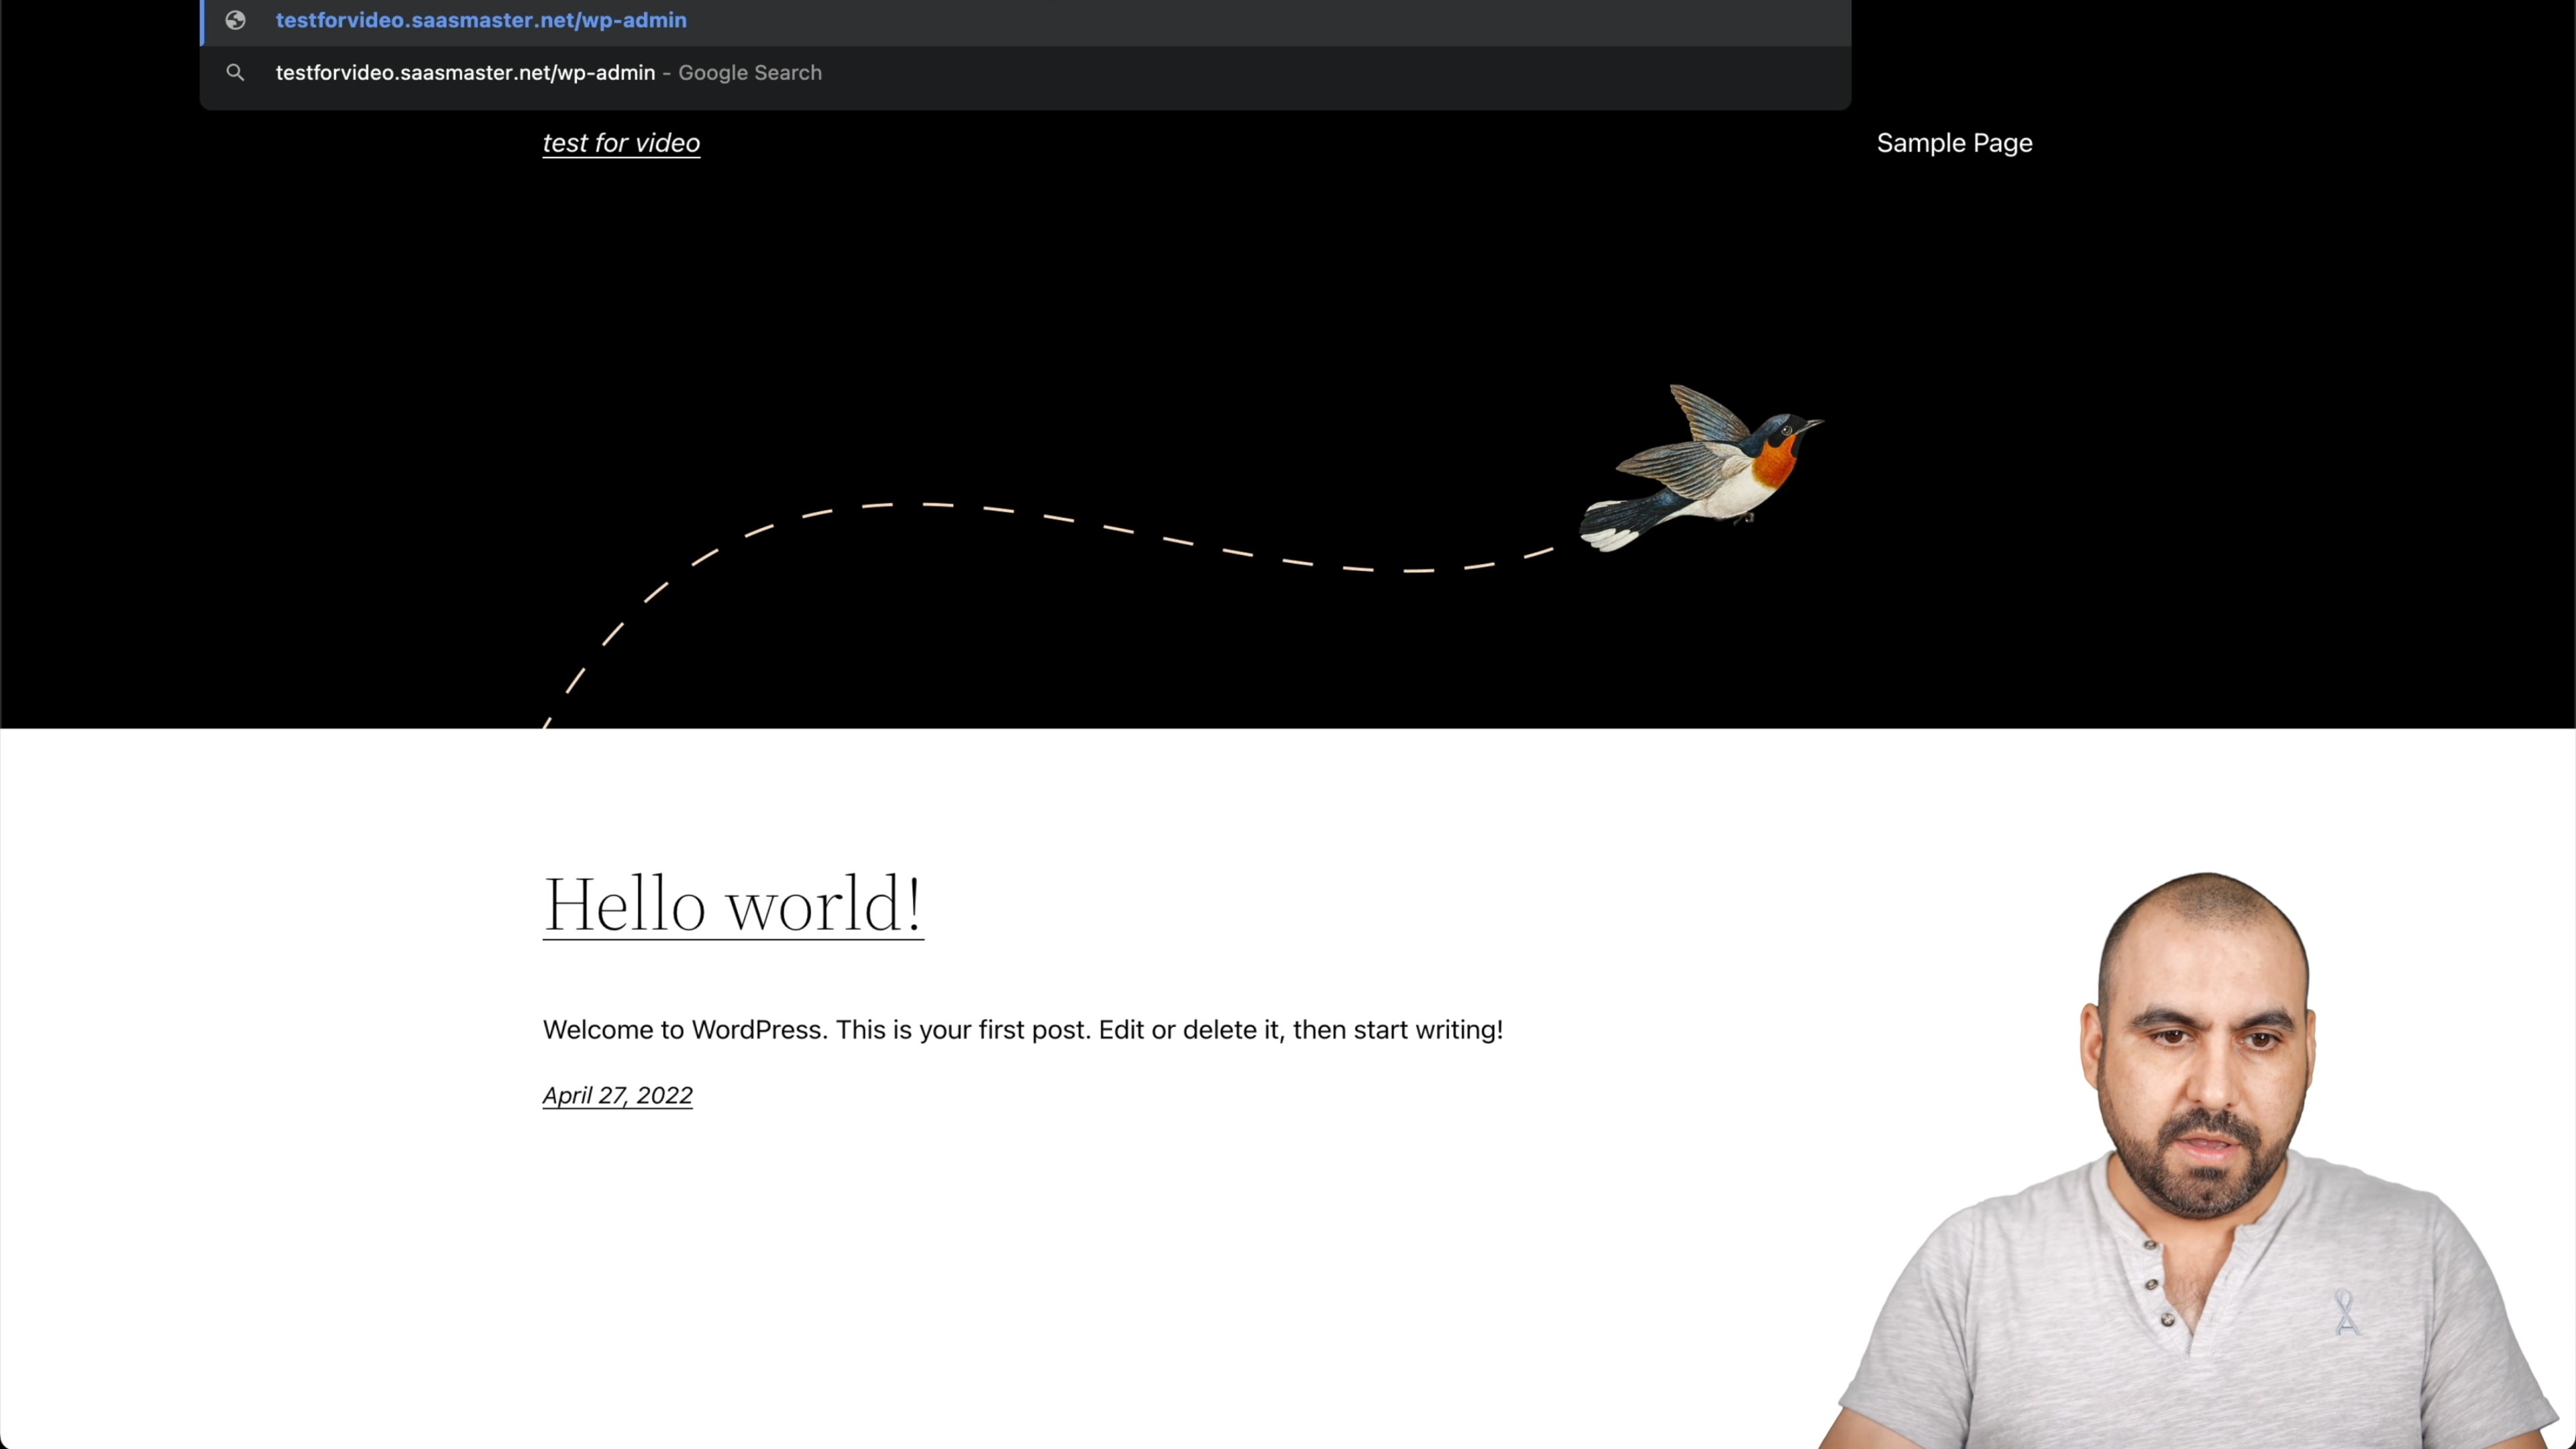 testforvideo.saasmaster.net/wp-admin
testforvideo.saasmaster.net/wp-admin - Google Search
test for video
Sample Page
Hello world!
Welcome to WordPress. This is your first post. Edit or delete it, then start writing!
April 27, 2022